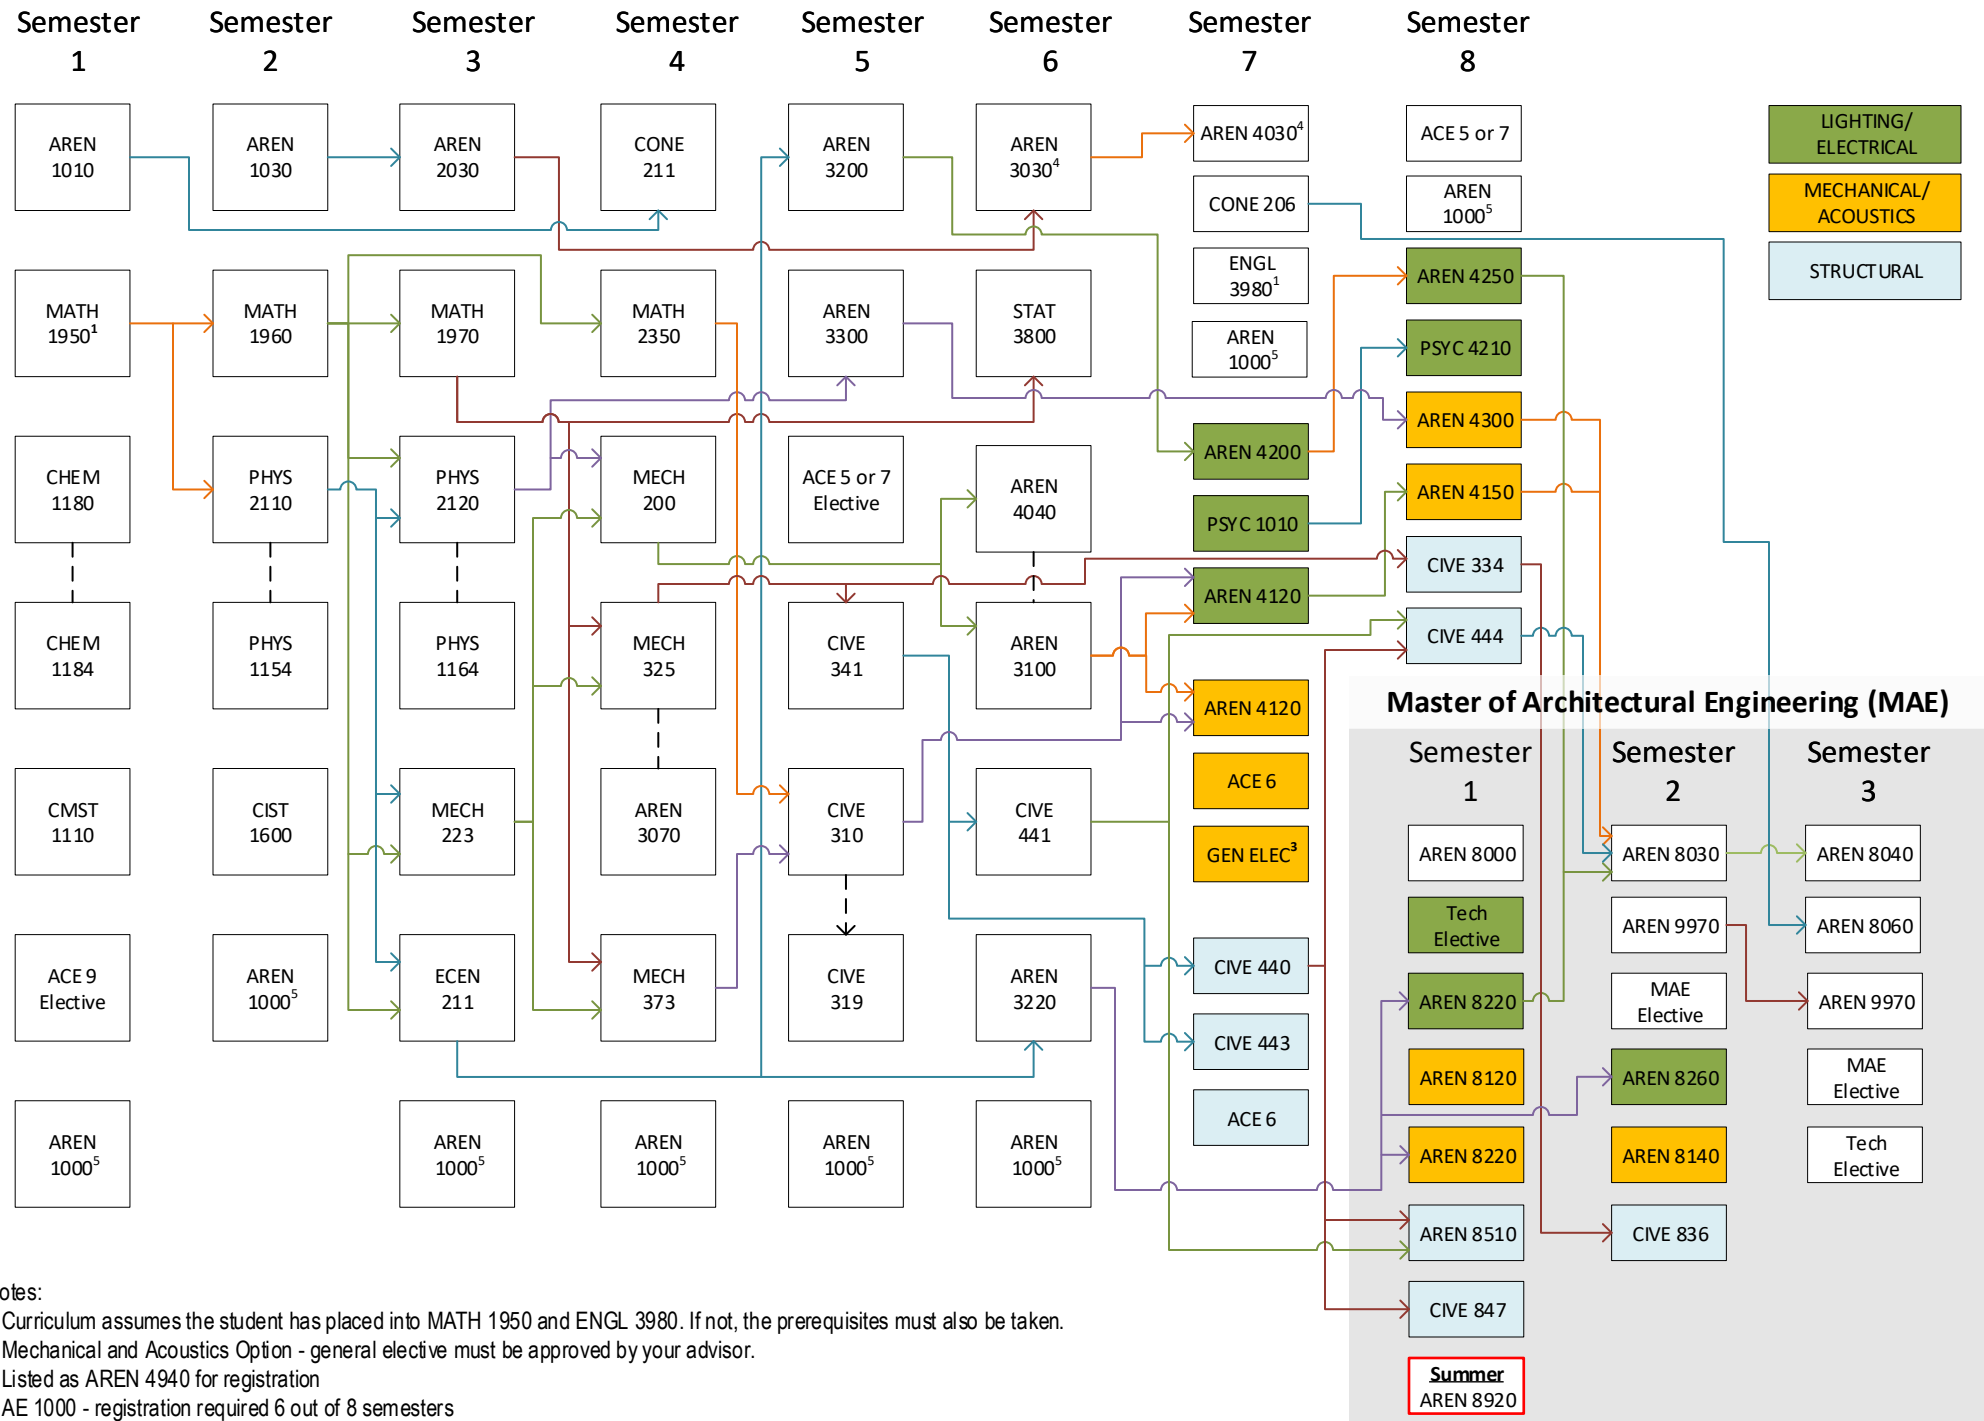 Semester
1
Semester
2
Semester
3
Semester
4
Semester
5
Semester
6
Semester
7
Semester
8
AREN
1010
AREN
1030
AREN
2030
CONE
211
AREN
3200
AREN
3030⁴
AREN 4030⁴
ACE 5 or 7
LIGHTING/
ELECTRICAL
CONE 206
AREN
1000⁵
MECHANICAL/
ACOUSTICS
ENGL
3980¹
AREN 4250
STRUCTURAL
MATH
1950¹
MATH
1960
MATH
1970
MATH
2350
AREN
3300
STAT
3800
AREN
1000⁵
PSYC 4210
AREN 4300
CHEM
1180
PHYS
2110
PHYS
2120
MECH
200
ACE 5 or 7
Elective
AREN
4040
AREN 4200
AREN 4150
PSYC 1010
CIVE 334
AREN 4120
CIVE 444
CHEM
1184
PHYS
1154
PHYS
1164
MECH
325
CIVE
341
AREN
3100
AREN 4120
Master of Architectural Engineering (MAE)
Semester
1
Semester
2
Semester
3
CMST
1110
CIST
1600
MECH
223
AREN
3070
CIVE
310
CIVE
441
ACE 6
GEN ELEC³
AREN 8000
AREN 8030
AREN 8040
Tech
Elective
AREN 9970
AREN 8060
ACE 9
Elective
AREN
1000⁵
ECEN
211
MECH
373
CIVE
319
AREN
3220
CIVE 440
AREN 8220
MAE
Elective
AREN 9970
CIVE 443
AREN 8120
AREN 8260
MAE
Elective
ACE 6
AREN
1000⁵
AREN
1000⁵
AREN
1000⁵
AREN
1000⁵
AREN
1000⁵
AREN 8220
AREN 8140
Tech
Elective
AREN 8510
CIVE 836
CIVE 847
Summer
AREN 8920
otes:
Curriculum assumes the student has placed into MATH 1950 and ENGL 3980. If not, the prerequisites must also be taken.
Mechanical and Acoustics Option - general elective must be approved by your advisor.
Listed as AREN 4940 for registration
AE 1000 - registration required 6 out of 8 semesters